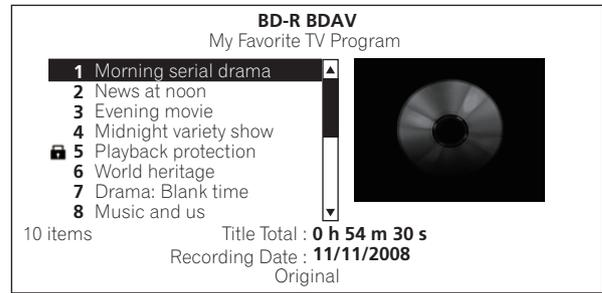 BD-R BDAV
My Favorite TV Program
1 Morning serial drama
2 News at noon
3 Evening movie
4 Midnight variety show
5 Playback protection
6 World heritage
7 Drama: Blank time
8 Music and us
10 items Title Total : 0 h 54 m 30 s
Recording Date : 11/11/2008
Original